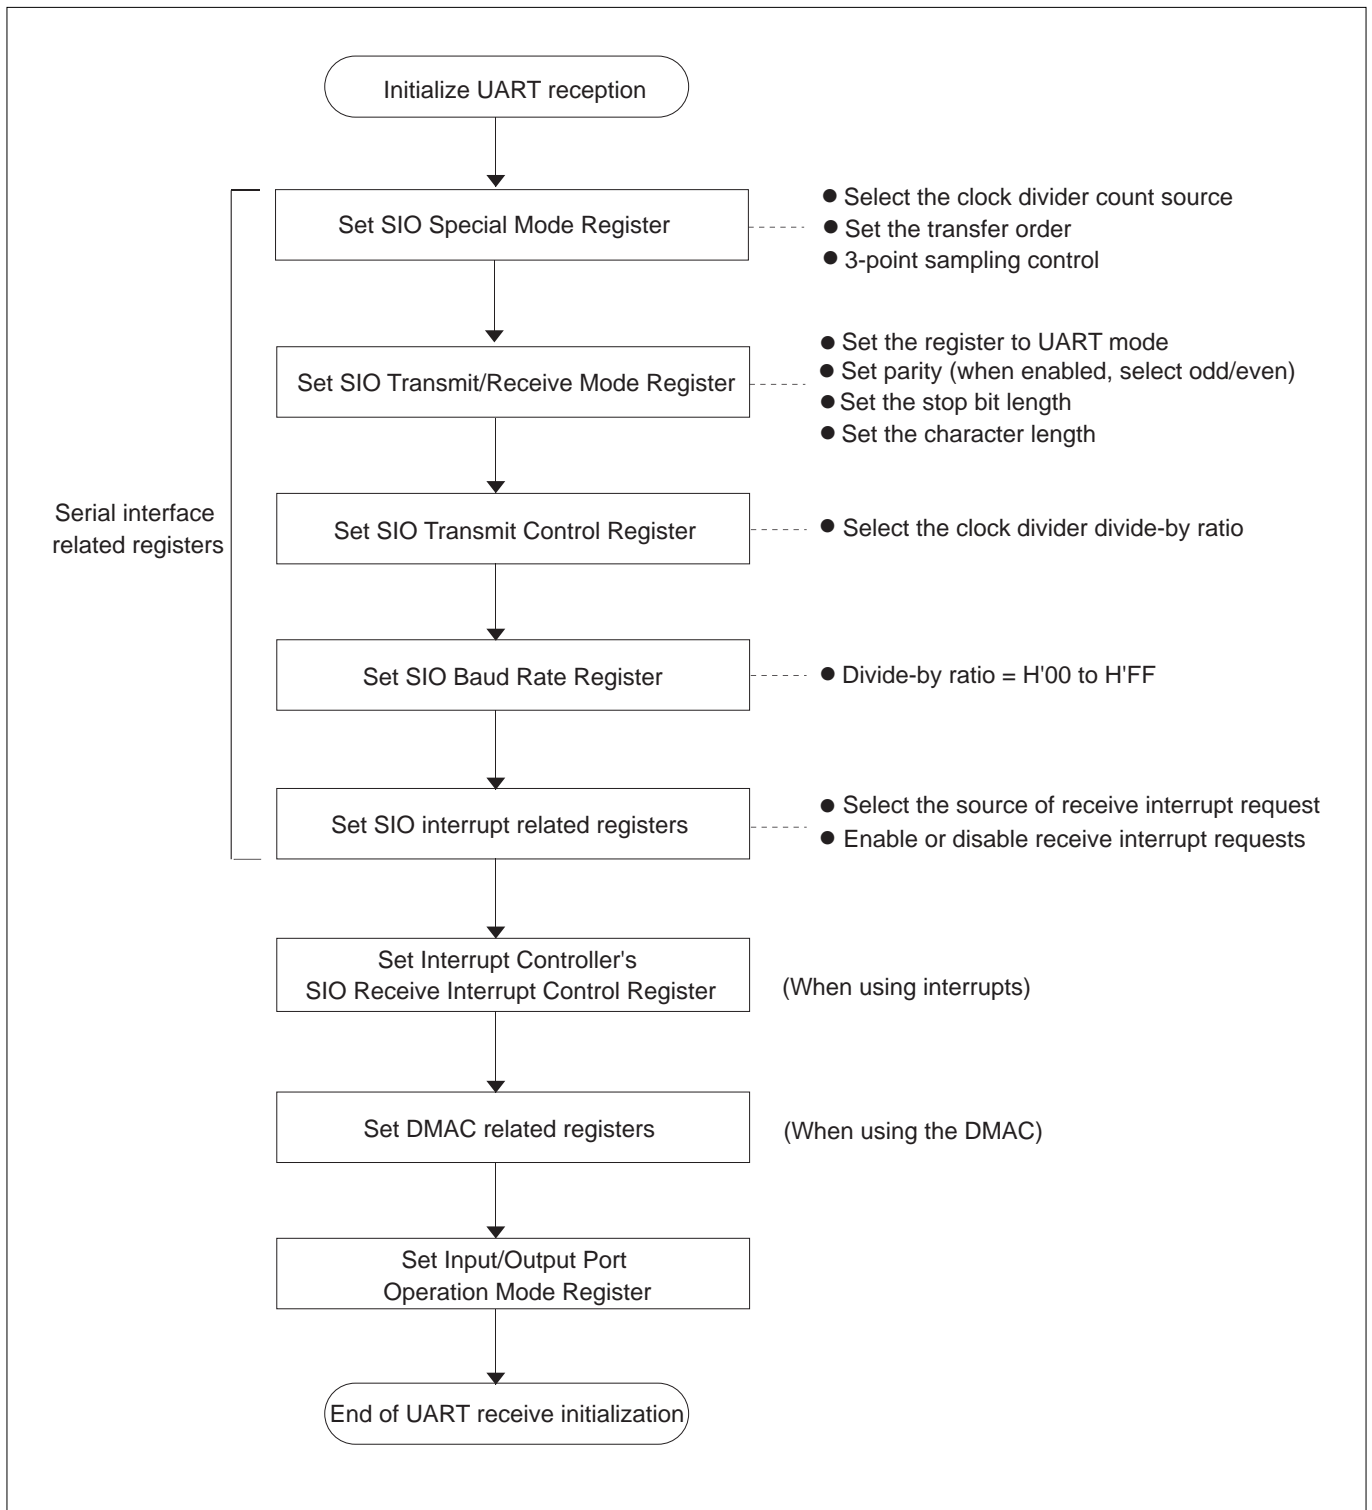 Initialize UART reception
Set SIO Special Mode Register
● Select the clock divider count source
● Set the transfer order
● 3-point sampling control
Set SIO Transmit/Receive Mode Register
● Set the register to UART mode
● Set parity (when enabled, select odd/even)
● Set the stop bit length
● Set the character length
Serial interface
related registers
Set SIO Transmit Control Register
● Select the clock divider divide-by ratio
Set SIO Baud Rate Register
● Divide-by ratio = H'00 to H'FF
Set SIO interrupt related registers
● Select the source of receive interrupt request
● Enable or disable receive interrupt requests
Set Interrupt Controller's
SIO Receive Interrupt Control Register
(When using interrupts)
Set DMAC related registers
(When using the DMAC)
Set Input/Output Port
Operation Mode Register
End of UART receive initialization